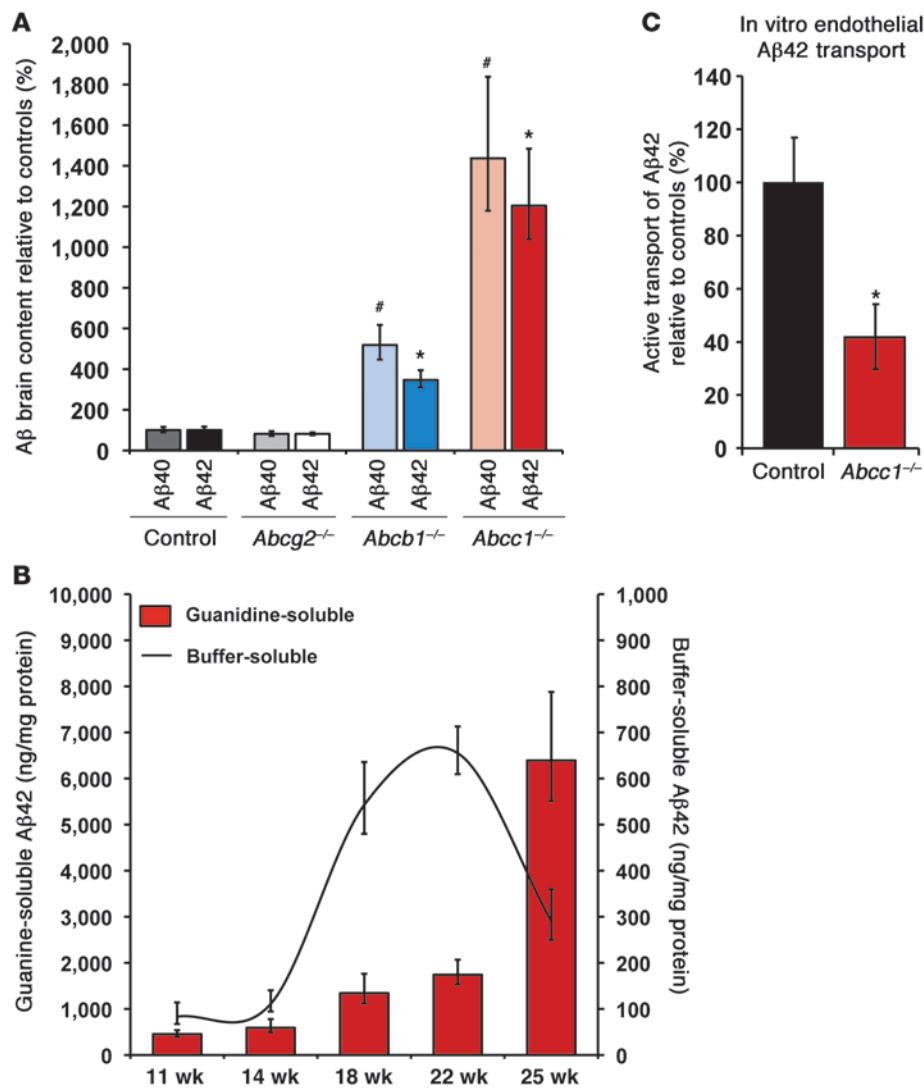 A
Aβ brain content relative to controls (%)
2,000
1,800
1,600
1,400
1,200
1,000
800
600
400
200
0
#
*
#
*
Aβ40
Aβ42
Aβ40
Aβ42
Aβ40
Aβ42
Aβ40
Aβ42
Control
Abcg2–/–
Abcb1–/–
Abcc1–/–
C
In vitro endothelial
Aβ42 transport
Active transport of Aβ42
relative to controls (%)
140
120
100
80
60
40
20
0
*
Control
Abcc1–/–
B
Guanine-soluble Aβ42 (ng/mg protein)
10,000
9,000
8,000
7,000
6,000
5,000
4,000
3,000
2,000
1,000
0
Guanidine-soluble
Buffer-soluble
1,000
900
800
700
600
500
400
300
200
100
0
Buffer-soluble Aβ42 (ng/mg protein)
11 wk
14 wk
18 wk
22 wk
25 wk